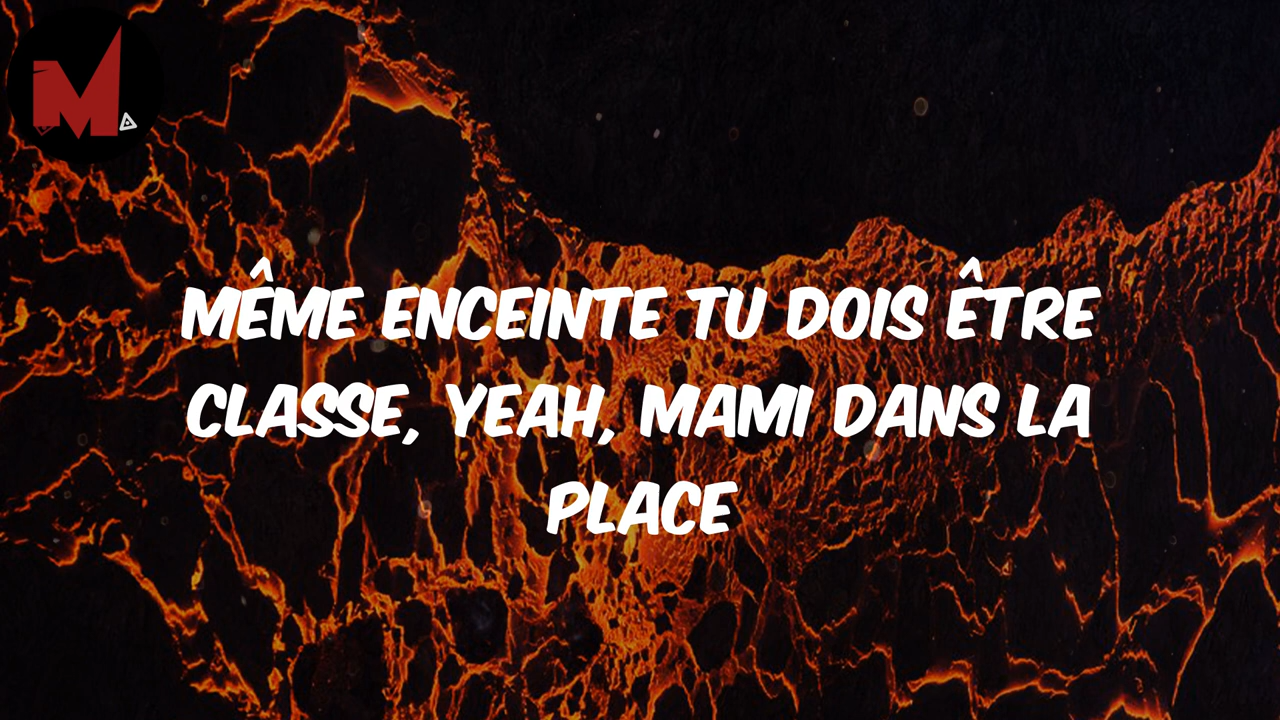 M
MÊME ENCEINTE TU DOIS ÊTRE
CLASSE, YEAH, MAMI DANS LA
PLACE